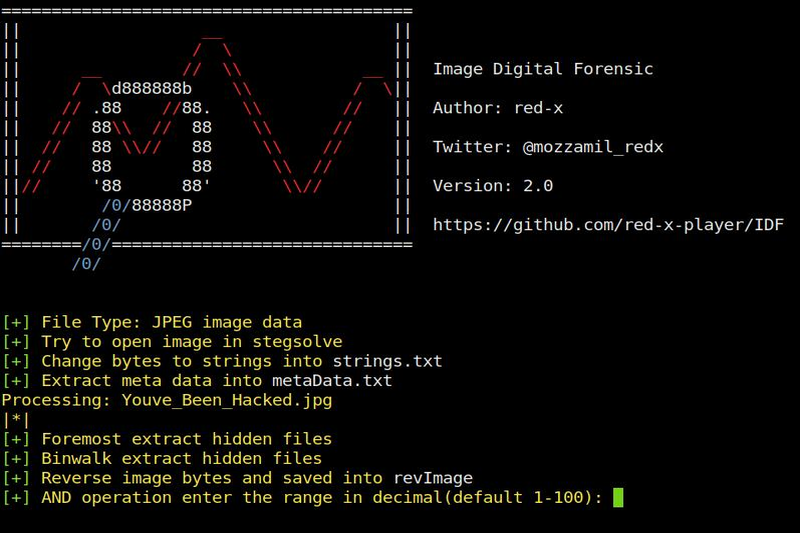 =========================================
||                  __                 ||
||                 /  \                ||
||      __        //  \\            __ ||
||     /  \d888888b    \\          /  \||
||    // .88    //88.   \\        //   ||
||   //  88\\  //  88    \\      //    ||
||  //   88 \\//   88     \\    //     ||
|| //    88        88      \\  //      ||
||//     '88      88'       \\//       ||
||        /0/88888P                    ||
||       /0/                           ||
========/0/==============================
       /0/
Image Digital Forensic
Author: red-x
Twitter: @mozzamil_redx
Version: 2.0
https://github.com/red-x-player/IDF
[+] File Type: JPEG image data
[+] Try to open image in stegsolve
[+] Change bytes to strings into strings.txt
[+] Extract meta data into metaData.txt
Processing: Youve_Been_Hacked.jpg
|*|
[+] Foremost extract hidden files
[+] Binwalk extract hidden files
[+] Reverse image bytes and saved into revImage
[+] AND operation enter the range in decimal(default 1-100):